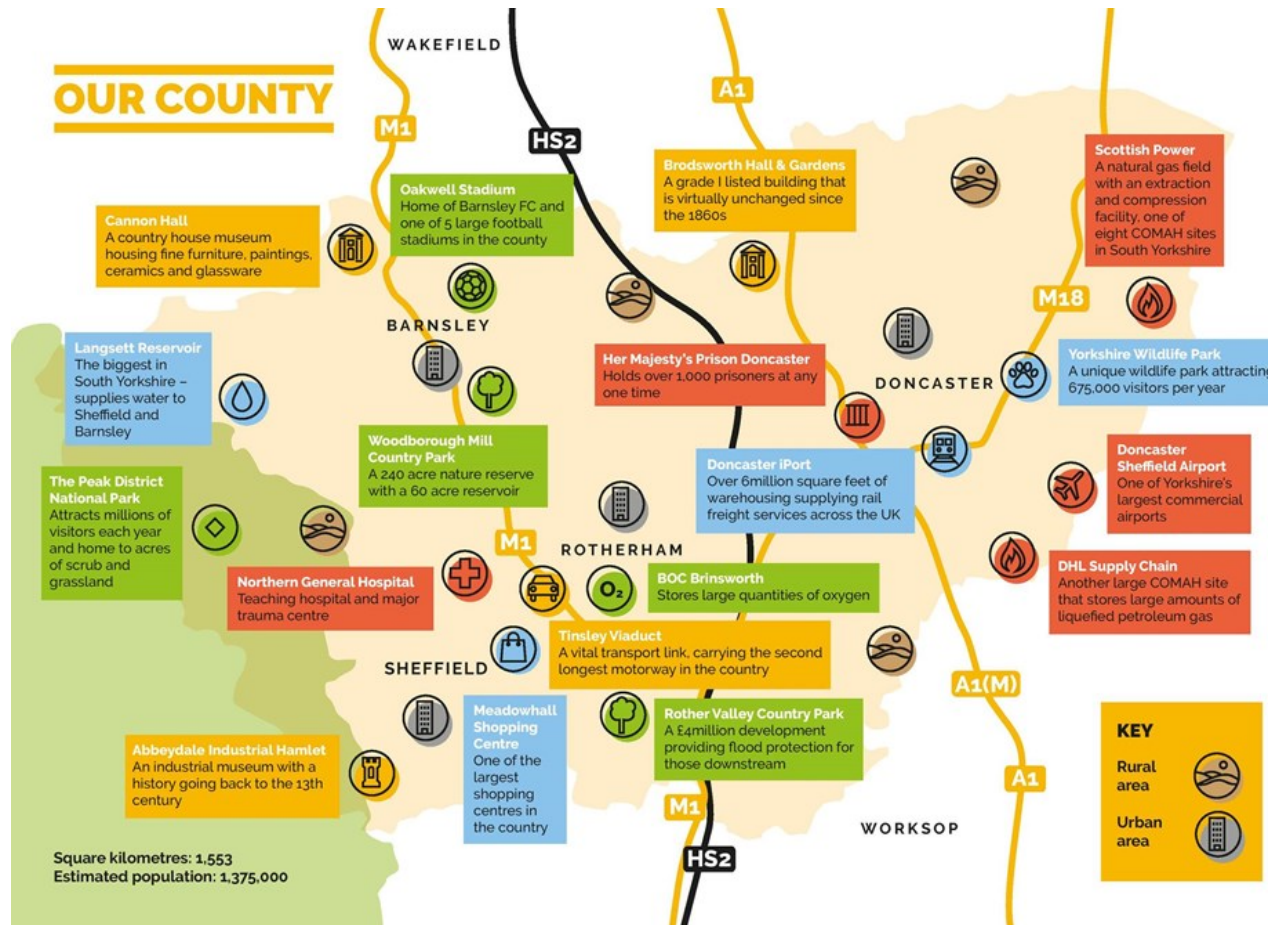 WAKEFIELD
OUR COUNTY
M1
HS2
A1
Scottish Power
A natural gas field
with an extraction
and compression
facility, one of
eight COMAH sites
in South Yorkshire
Brodsworth Hall & Gardens
A grade I listed building that
is virtually unchanged since
the 1860s
Oakwell Stadium
Home of Barnsley FC and
one of 5 large football
stadiums in the county
Cannon Hall
A country house museum
housing fine furniture, paintings,
ceramics and glassware
M18
BARNSLEY
Langsett Reservoir
The biggest in
South Yorkshire –
supplies water to
Sheffield and
Barnsley
Her Majesty's Prison Doncaster
Holds over 1,000 prisoners at any
one time
DONCASTER
Yorkshire Wildlife Park
A unique wildlife park attracting
675,000 visitors per year
Woodborough Mill
Country Park
A 240 acre nature reserve
with a 60 acre reservoir
Doncaster iPort
Over 6million square feet of
warehousing supplying rail
freight services across the UK
Doncaster
Sheffield Airport
One of Yorkshire's
largest commercial
airports
The Peak District
National Park
Attracts millions of
visitors each year
and home to acres
of scrub and
grassland
M1
ROTHERHAM
Northern General Hospital
Teaching hospital and major
trauma centre
O₂
BOC Brinsworth
Stores large quantities of oxygen
DHL Supply Chain
Another large COMAH site
that stores large amounts of
liquefied petroleum gas
Tinsley Viaduct
A vital transport link, carrying the second
longest motorway in the country
SHEFFIELD
A1(M)
Meadowhall
Shopping
Centre
One of the
largest
shopping
centres in
the country
Rother Valley Country Park
A £4million development
providing flood protection for
those downstream
Abbeydale Industrial Hamlet
An industrial museum with a
history going back to the 13th
century
KEY
Rural
area
Urban
area
A1
M1
WORKSOP
HS2
Square kilometres: 1,553
Estimated population: 1,375,000